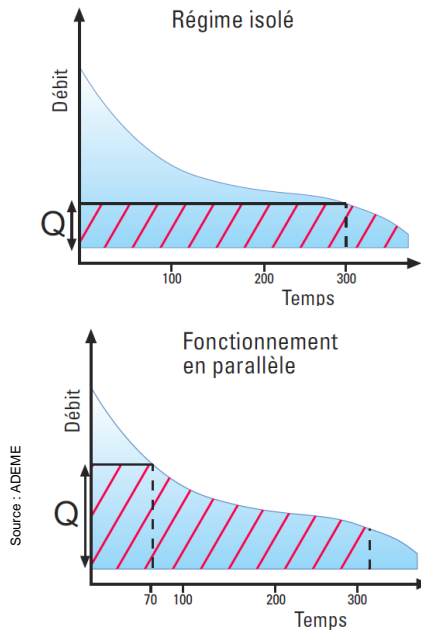 Régime isolé
Débit
Q
100 200 300
Temps
Fonctionnement
en parallèle
Débit
Source : ADEME
Q
70 100 200 300
Temps